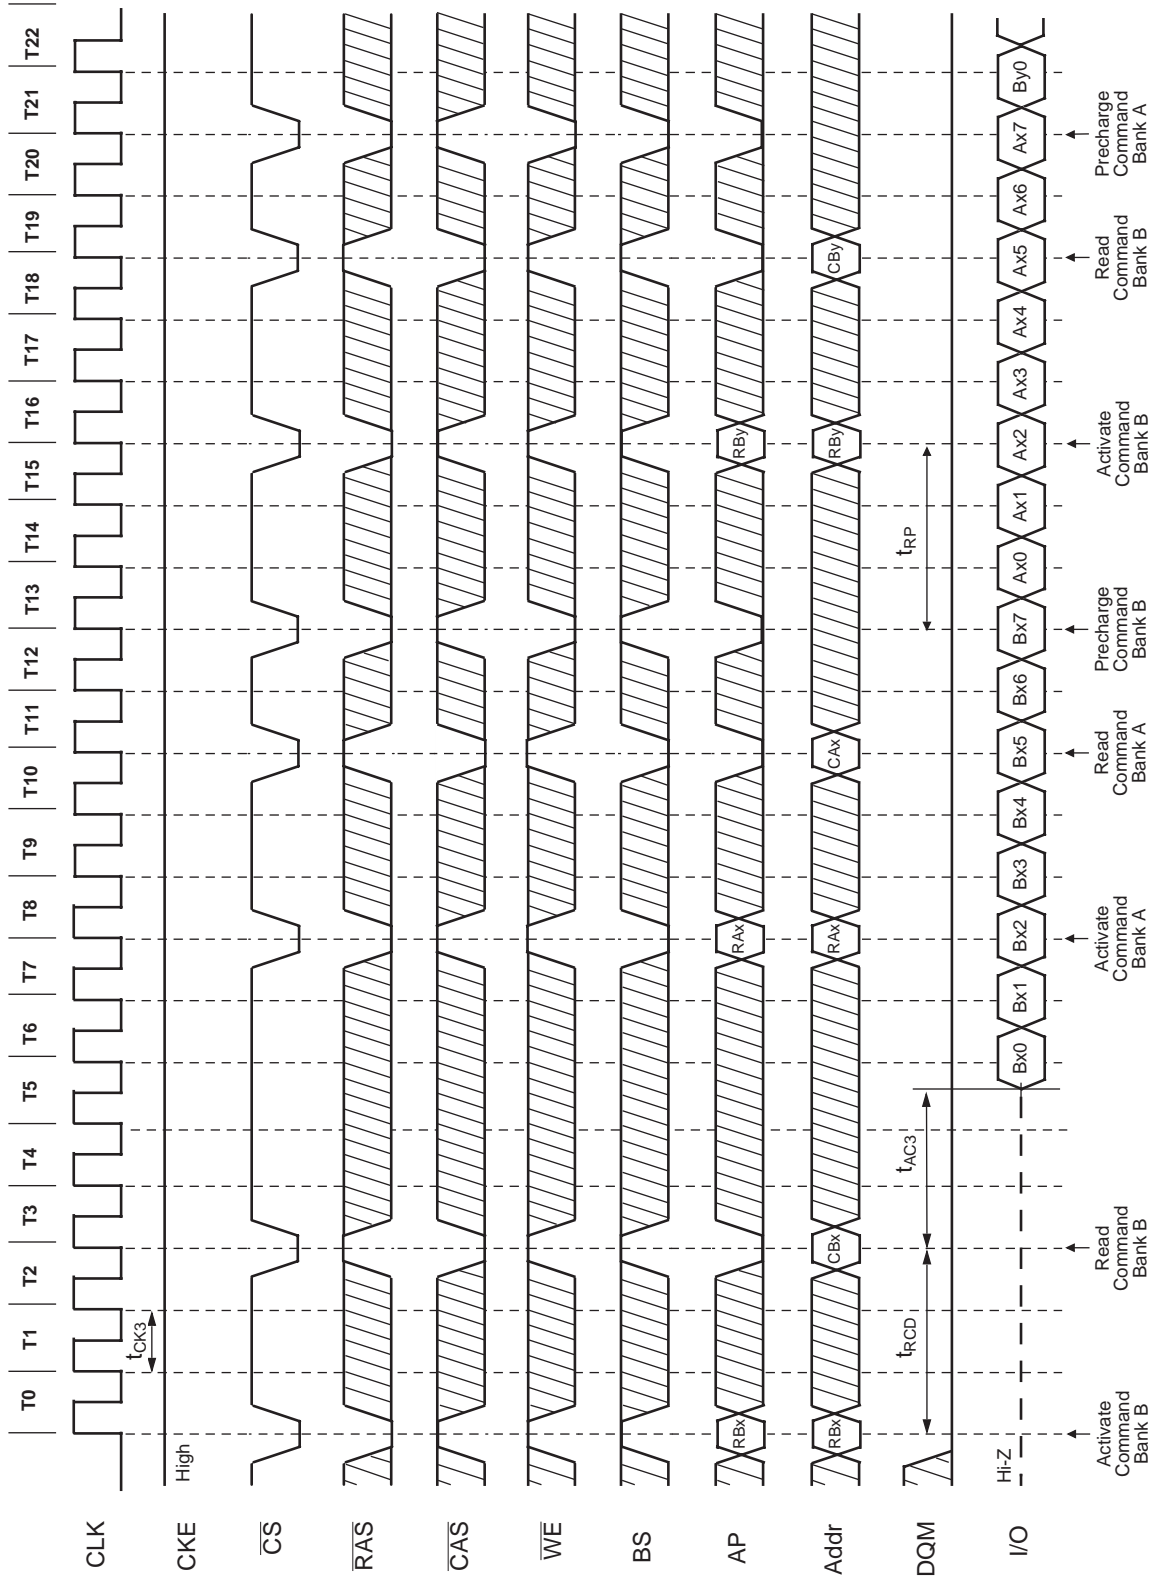 T0 T1 T2 T3 T4 T5 T6 T7 T8 T9 T10 T11 T12 T13 T14 T15 T16 T17 T18 T19 T20 T21 T22
CLK
tCK3
CKE
High
CS
RAS
CAS
WE
BS
AP
RBx RAx RBy
Addr
RBx CBx RAx CAx RBy CBy
DQM
tRCD tAC3 tRP
I/O
Hi-Z
Bx0 Bx1 Bx2 Bx3 Bx4 Bx5 Bx6 Bx7 Ax0 Ax1 Ax2 Ax3 Ax4 Ax5 Ax6 Ax7 By0
Activate
Command
Bank B
Read
Command
Bank B
Activate
Command
Bank A
Read
Command
Bank A
Precharge
Command
Bank B
Activate
Command
Bank B
Read
Command
Bank B
Precharge
Command
Bank A